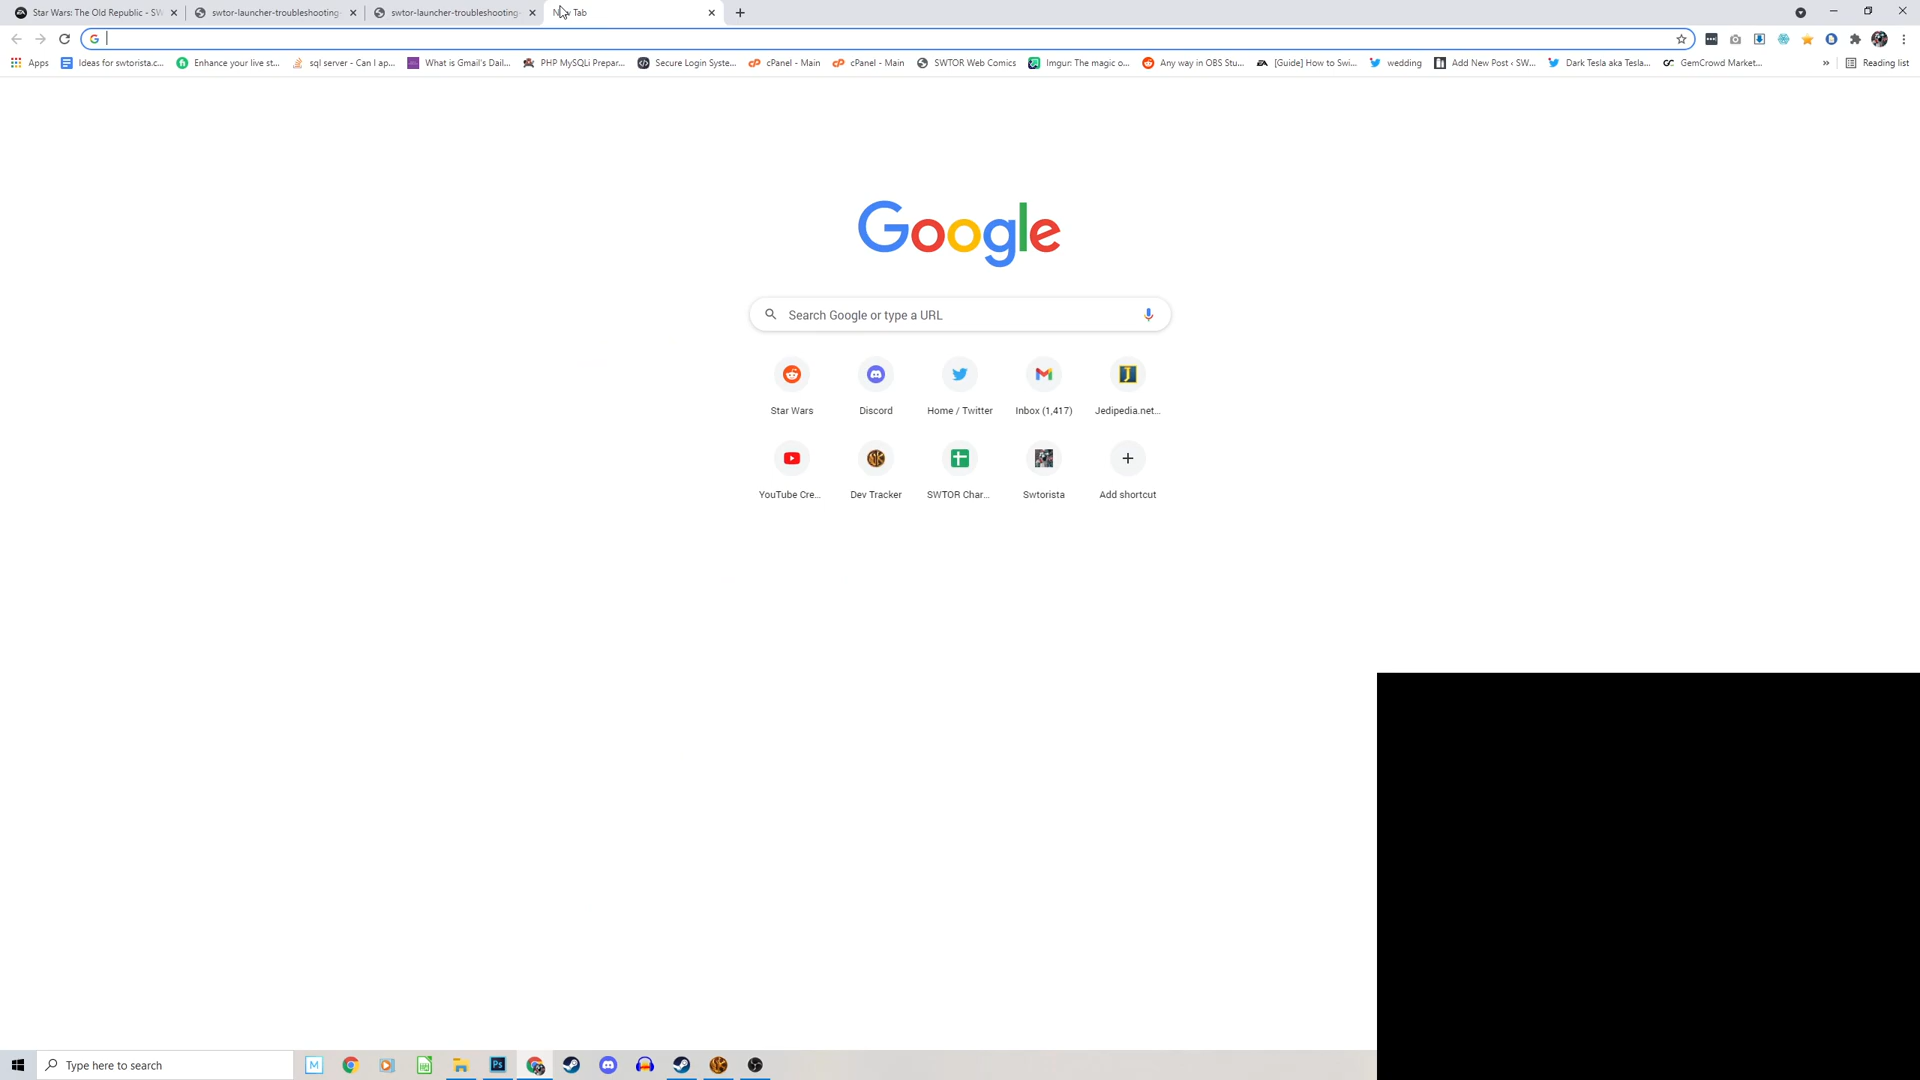 Star Wars: The Old Republic - SW
swtor-launcher-troubleshooting-
swtor-launcher-troubleshooting-
New Tab
Apps
Ideas for swtorista.c...
Enhance your live st...
sql server - Can I ap...
What is Gmail's Dail...
PHP MySQLi Prepar...
Secure Login Syste...
cPanel - Main
cPanel - Main
SWTOR Web Comics
Imgur: The magic o...
Any way in OBS Stu...
[Guide] How to Swi...
wedding
Add New Post ‹ SW...
Dark Tesla aka Tesla...
GemCrowd Market...
»
Reading list
Google
Search Google or type a URL
Star Wars
Discord
Home / Twitter
Inbox (1,417)
Jedipedia.net...
YouTube Cre...
Dev Tracker
SWTOR Char...
Swtorista
Add shortcut
Type here to search